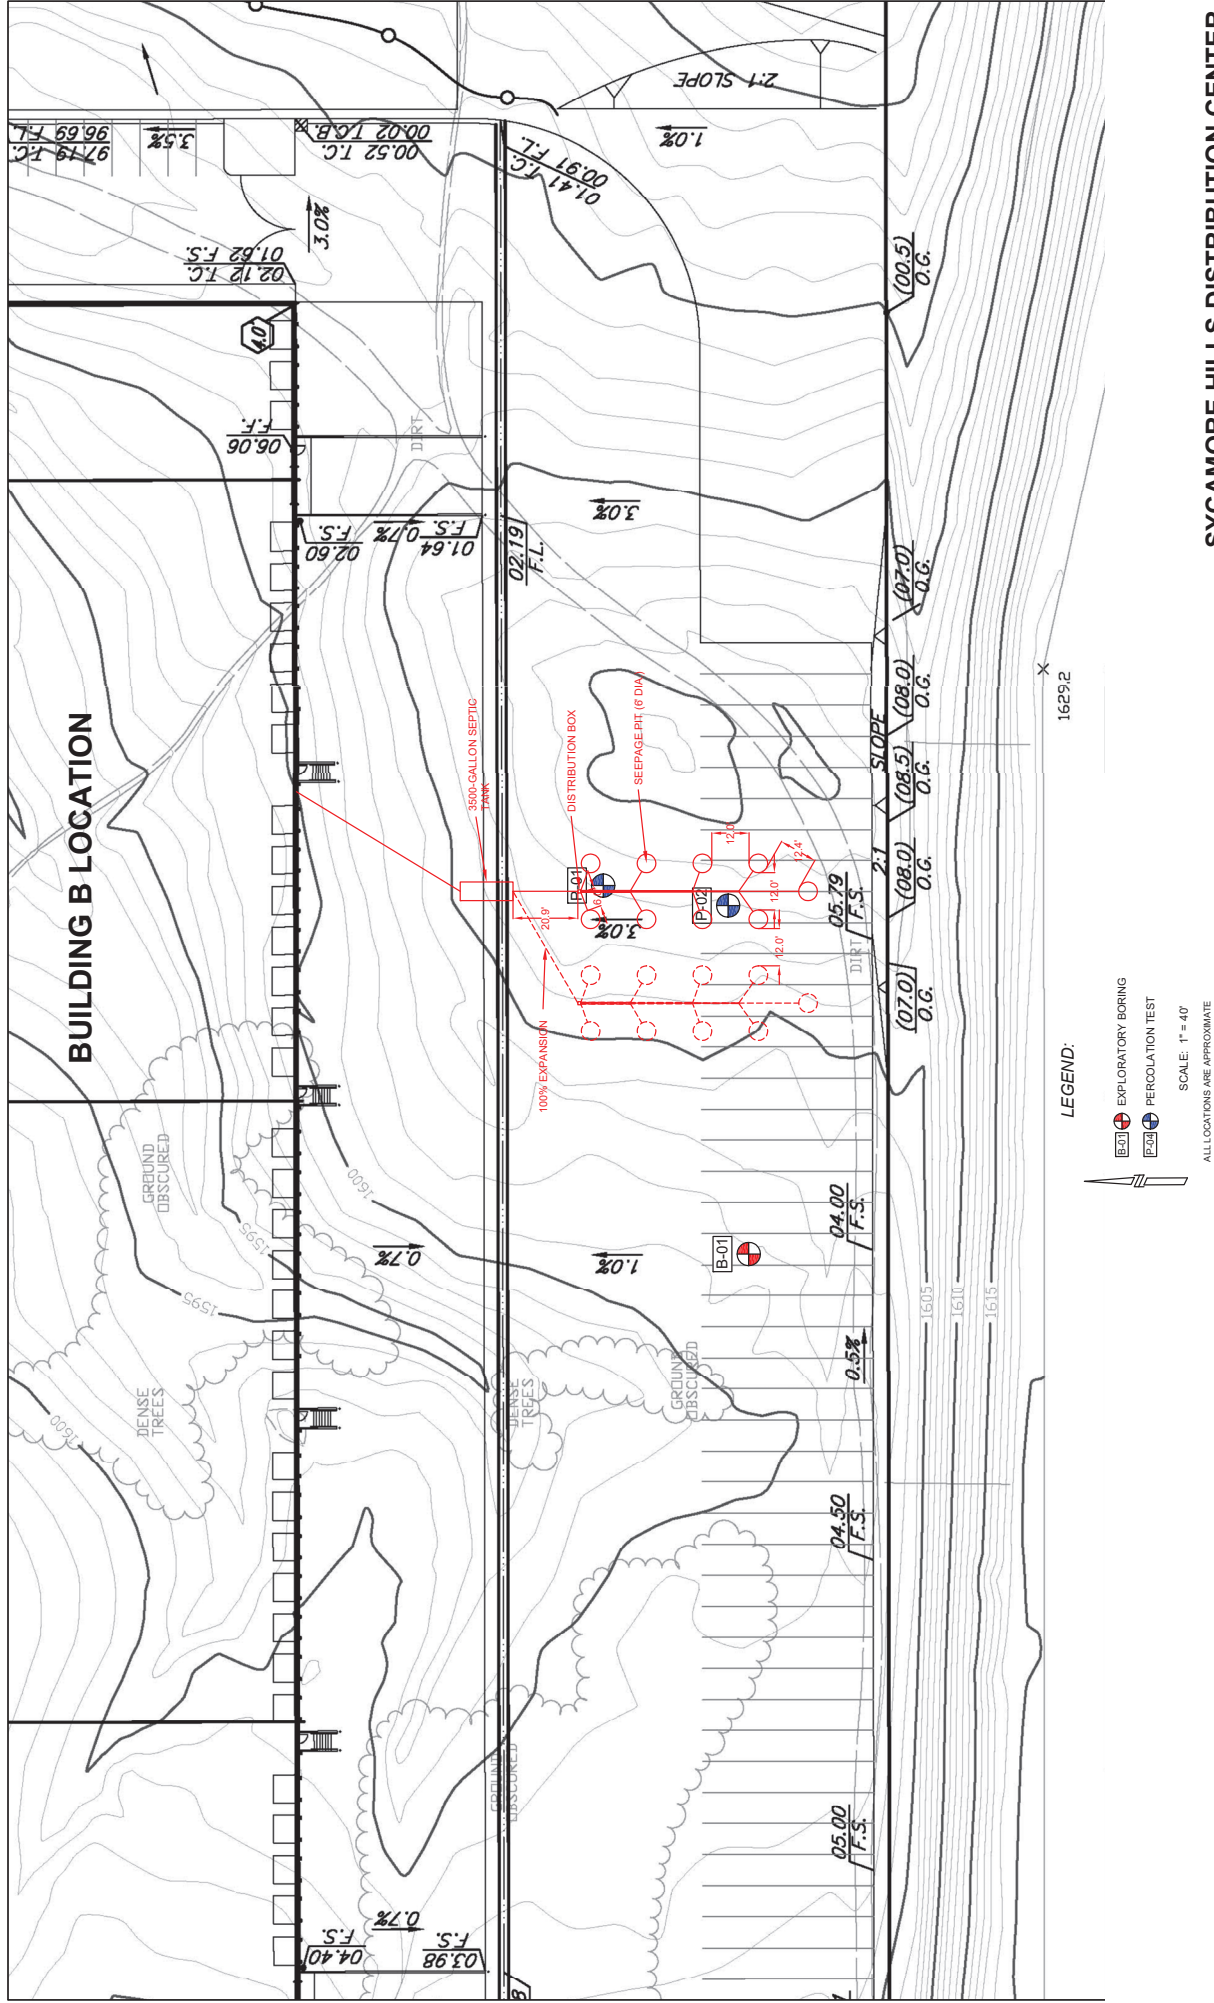 97.19 T.C.
96.69 F.L.
3.5%
00.52 T.C.
00.02 T.C.B.
01.41 T.C.
00.91 F.L.
2:1 SLOPE
1.0%
3.0%
02.12 T.C.
01.62 F.S.
4.0'
(00.5)
O.G.
06.06
F.F.
DIRT
02.60
F.S.
0.7%
01.64
F.S.
02.19
F.L.
3.0%
(07.0)
O.G.
BUILDING B LOCATION
3500-GALLON SEPTIC
TANK
DISTRIBUTION BOX
SEEPAGE PIT (6' DIA)
SLOPE
2:1
(08.0)
O.G.
(08.5)
O.G.
(08.0)
O.G.
(07.0)
O.G.
1629.2
P-01
P-02
20.9'
12.0'
12.4'
12.0'
12.0'
3.0%
05.79
F.S.
DIRT
100% EXPANSION
GROUND
OBSCURED
1600
1595
1595
0.7%
1.0%
B-01
04.00
F.S.
1605
1610
1615
DENSE
TREES
1600
DENSE
TREES
GROUND
OBSCURED
0.5%
04.50
F.S.
GROUND
OBSCURED
05.00
F.S.
0.7%
04.40
F.S.
03.98
F.S.
LEGEND:
B-01 EXPLORATORY BORING
P-04 PERCOLATION TEST
SCALE: 1" = 40'
ALL LOCATIONS ARE APPROXIMATE
SYCAMORE HILLS DISTRIBUTION CENTER